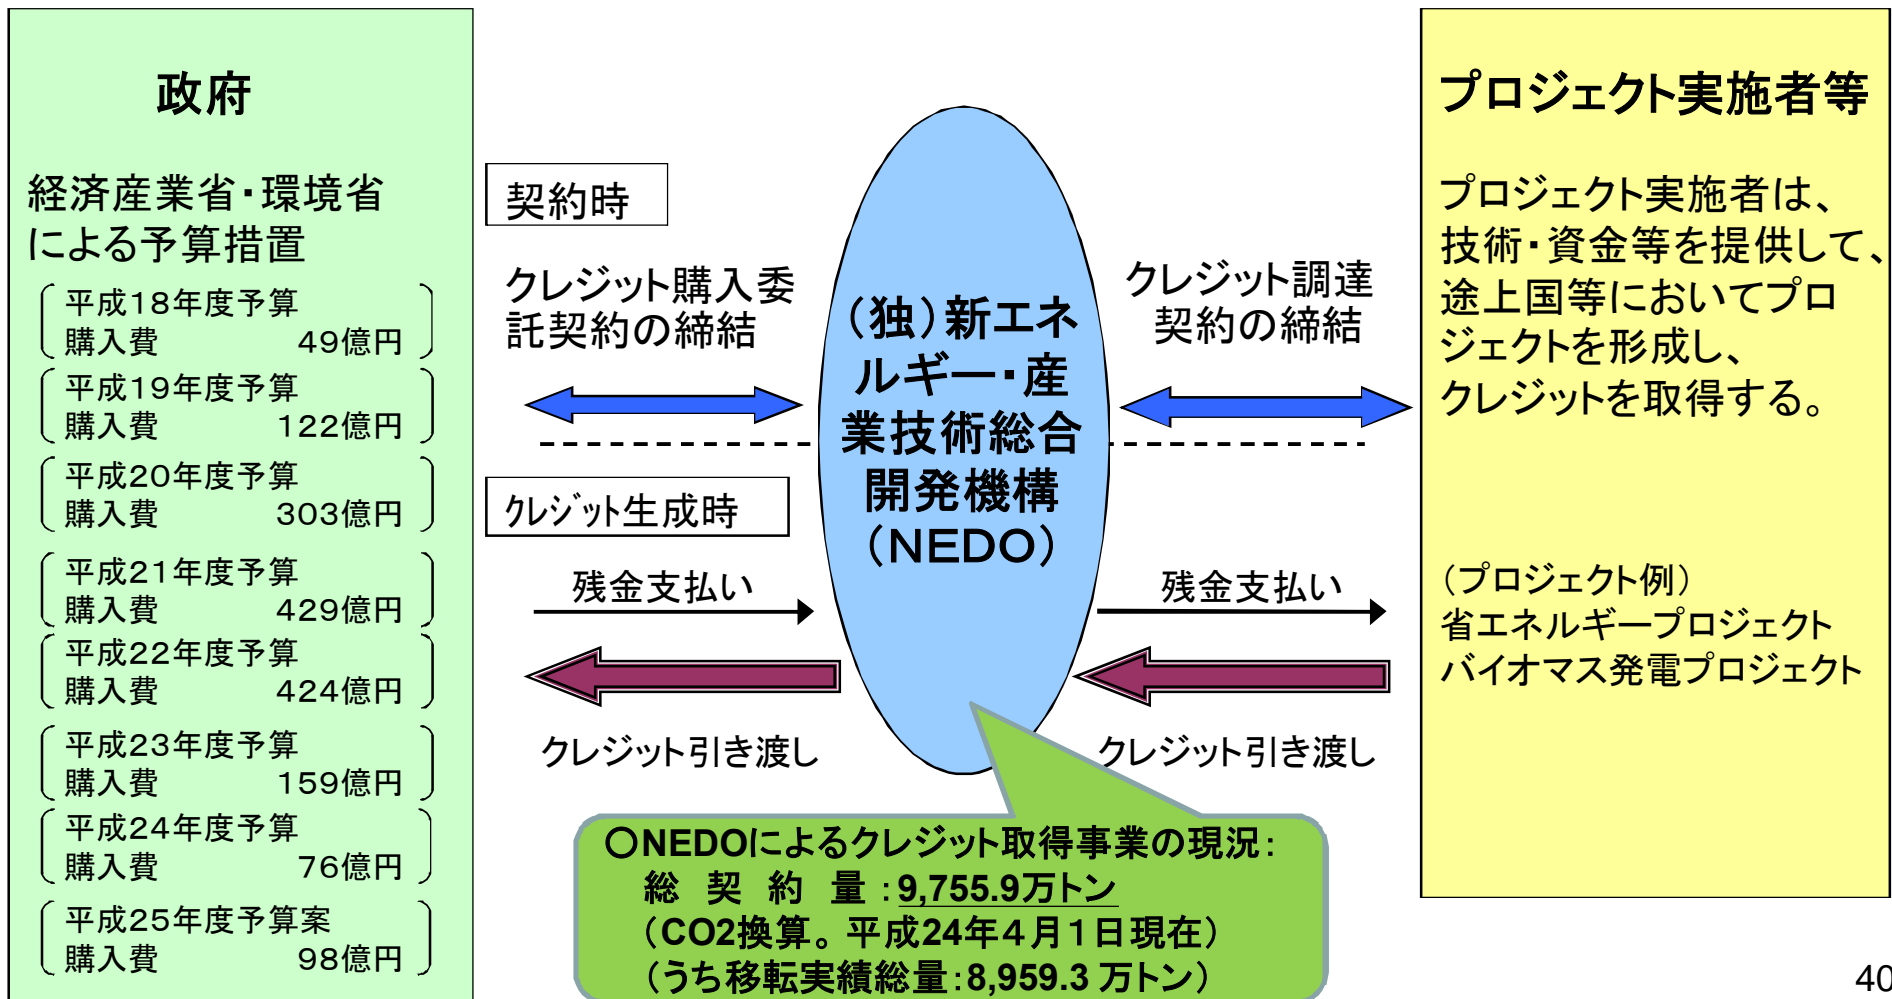 政府
経済産業省・環境省
による予算措置
平成18年度予算
購入費 49億円
平成19年度予算
購入費 122億円
平成20年度予算
購入費 303億円
平成21年度予算
購入費 429億円
平成22年度予算
購入費 424億円
平成23年度予算
購入費 159億円
平成24年度予算
購入費 76億円
平成25年度予算案
購入費 98億円
契約時
クレジット購入委
託契約の締結
クレジット生成時
残金支払い
クレジット引き渡し
(独)新エネ
ルギー・産
業技術総合
開発機構
(NEDO)
クレジット調達
契約の締結
残金支払い
クレジット引き渡し
○NEDOによるクレジット取得事業の現況:
総 契 約 量:9,755.9万トン
(CO2換算。平成24年4月1日現在)
(うち移転実績総量:8,959.3 万トン)
プロジェクト実施者等
プロジェクト実施者は、
技術・資金等を提供して、
途上国等においてプロ
ジェクトを形成し、
クレジットを取得する。
(プロジェクト例)
省エネルギープロジェクト
バイオマス発電プロジェクト
40